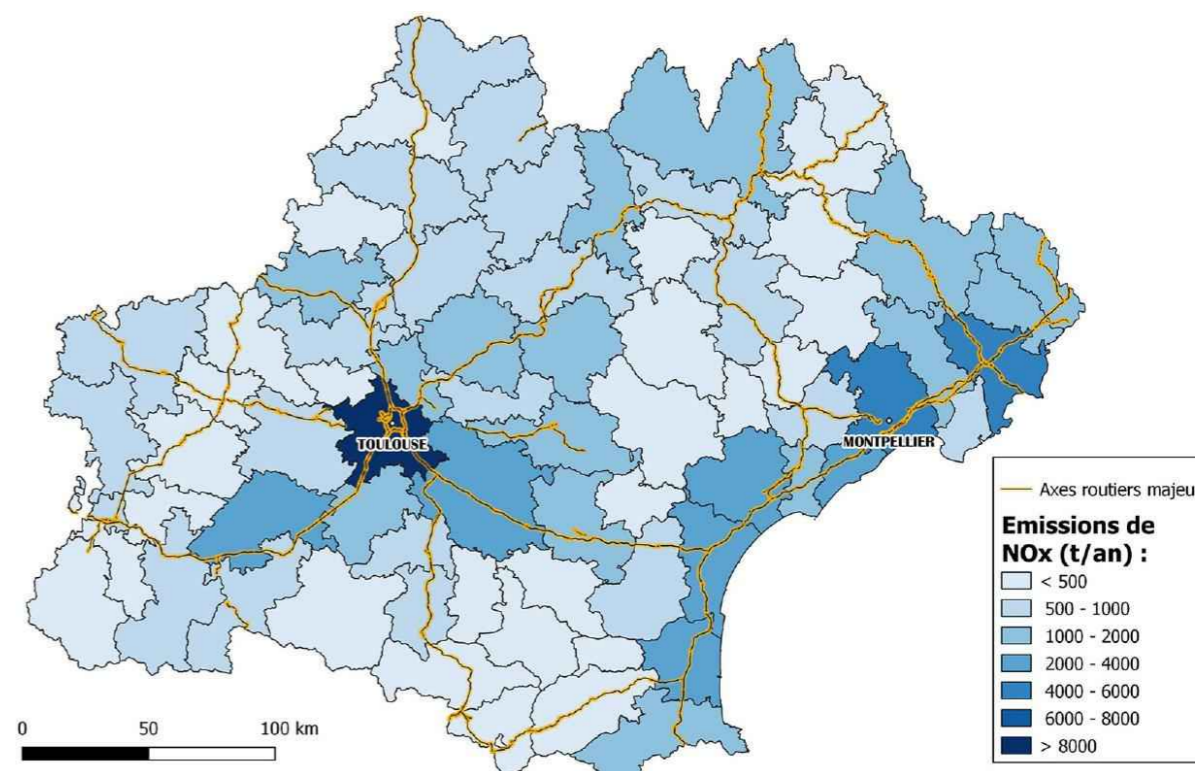 TOULOUSE
MONTPELLIER
Axes routiers majeu
Emissions de
NOx (t/an) :
< 500
500 - 1000
1000 - 2000
2000 - 4000
4000 - 6000
6000 - 8000
> 8000
0 50 100 km